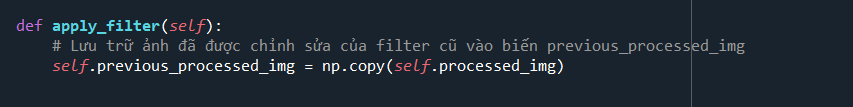 def apply_filter(self):
# Lưu trữ ảnh đã được chỉnh sửa của filter cũ vào biến previous_processed_img
self.previous_processed_img = np.copy(self.processed_img)